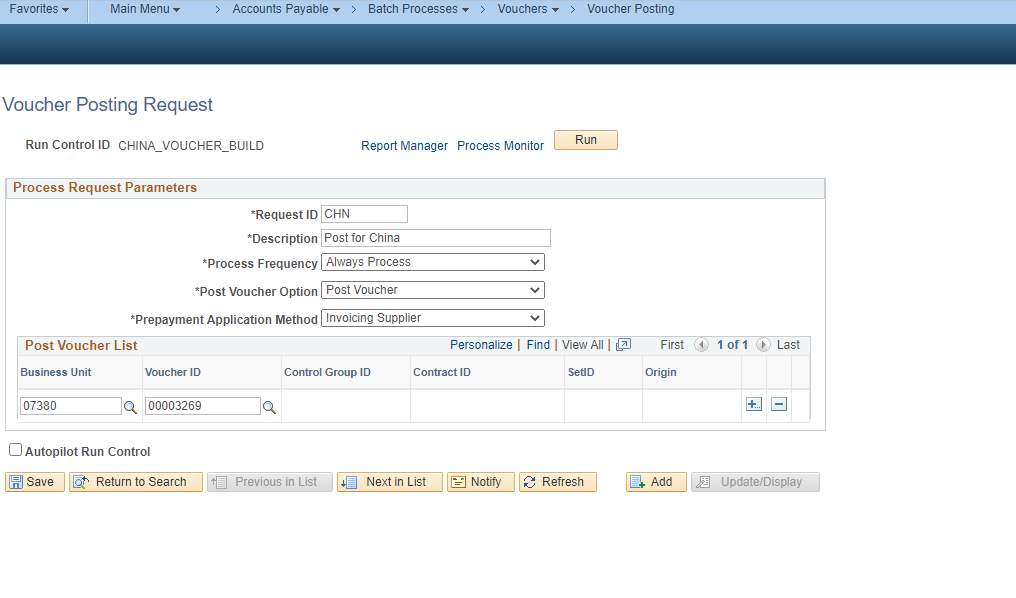 Favorites Main Menu > Accounts Payable > Batch Processes > Vouchers > Voucher Posting
Voucher Posting Request
Run Control ID CHINA_VOUCHER_BUILD Report Manager Process Monitor Run
Process Request Parameters
*Request ID CHN
*Description Post for China
*Process Frequency Always Process
*Post Voucher Option Post Voucher
*Prepayment Application Method Invoicing Supplier
Post Voucher List Personalize | Find | View All | First 1 of 1 Last
Business Unit Voucher ID Control Group ID Contract ID SetID Origin
07380 00003269
Autopilot Run Control
Save Return to Search Previous in List Next in List Notify Refresh Add Update/Display